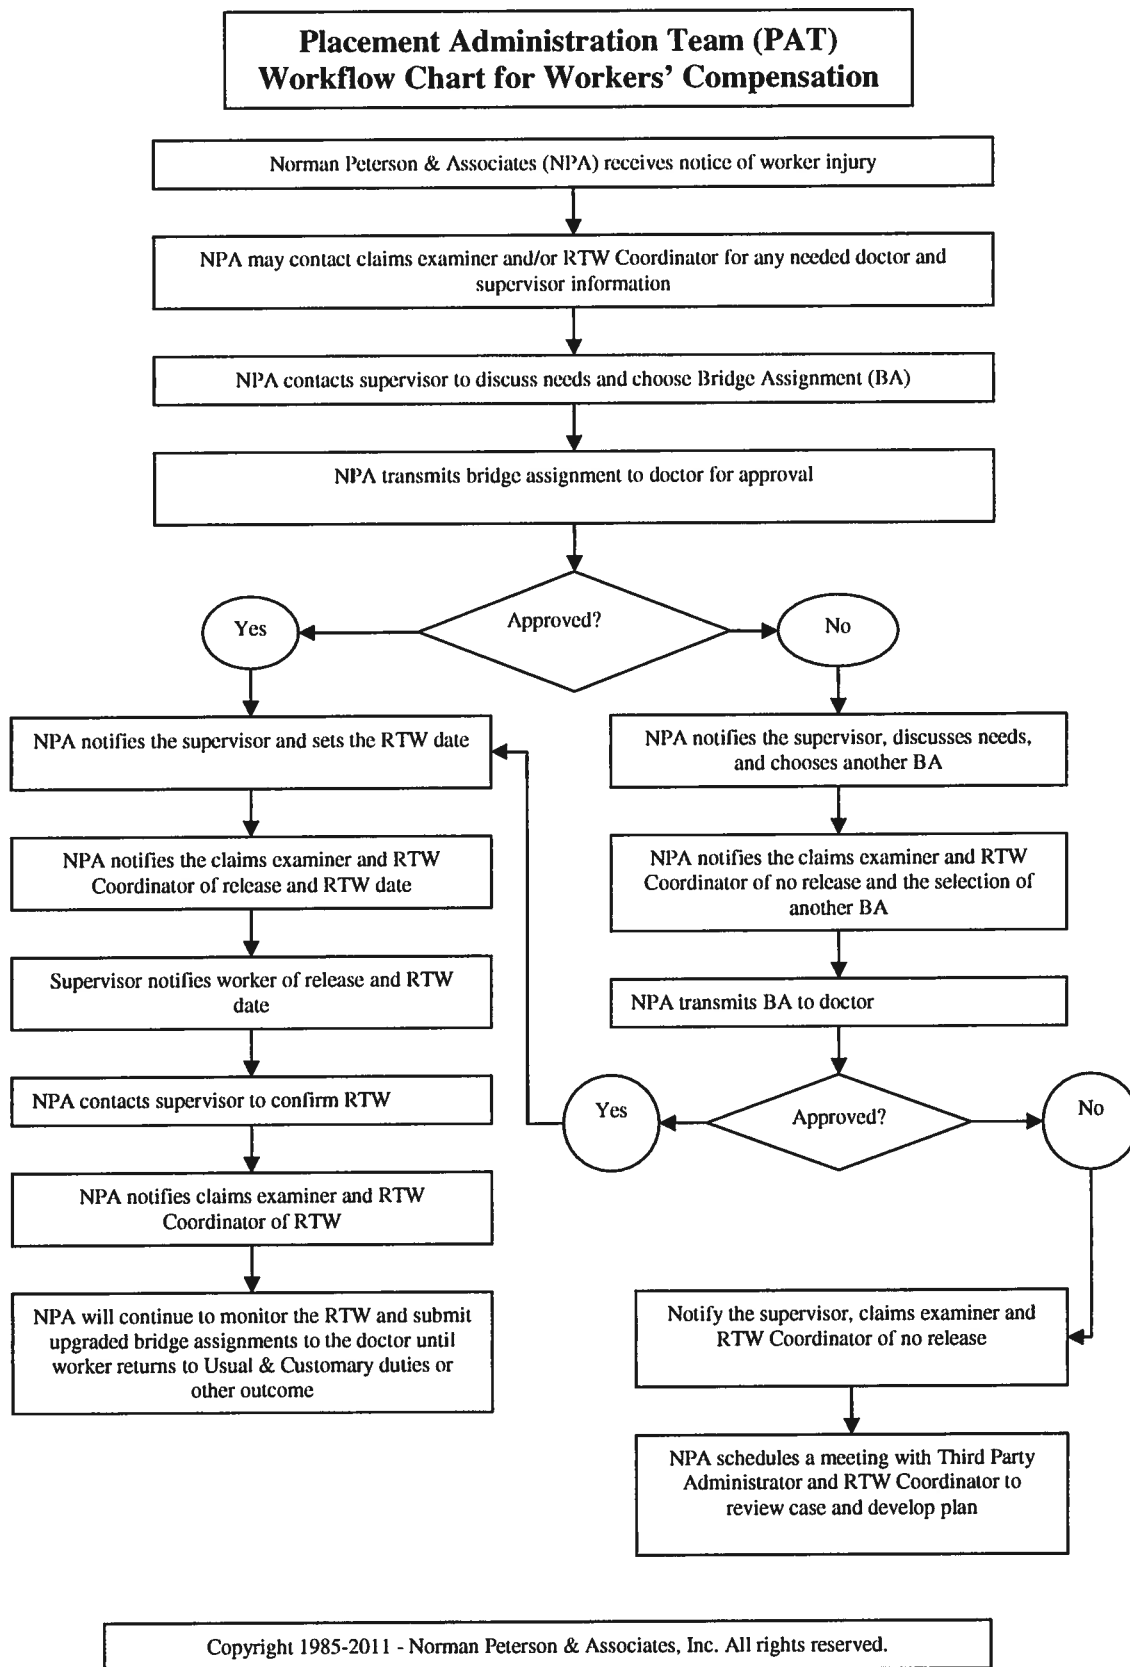 Placement Administration Team (PAT)
Workflow Chart for Workers' Compensation
Norman Peterson & Associates (NPA) receives notice of worker injury
NPA may contact claims examiner and/or RTW Coordinator for any needed doctor and
supervisor information
NPA contacts supervisor to discuss needs and choose Bridge Assignment (BA)
NPA transmits bridge assignment to doctor for approval
Approved?
Yes
No
NPA notifies the supervisor and sets the RTW date
NPA notifies the claims examiner and RTW
Coordinator of release and RTW date
Supervisor notifies worker of release and RTW
date
NPA contacts supervisor to confirm RTW
NPA notifies claims examiner and RTW
Coordinator of RTW
NPA will continue to monitor the RTW and submit
upgraded bridge assignments to the doctor until
worker returns to Usual & Customary duties or
other outcome
NPA notifies the supervisor, discusses needs,
and chooses another BA
NPA notifies the claims examiner and RTW
Coordinator of no release and the selection of
another BA
NPA transmits BA to doctor
Approved?
Yes
No
Notify the supervisor, claims examiner and
RTW Coordinator of no release
NPA schedules a meeting with Third Party
Administrator and RTW Coordinator to
review case and develop plan
Copyright 1985-2011 - Norman Peterson & Associates, Inc. All rights reserved.